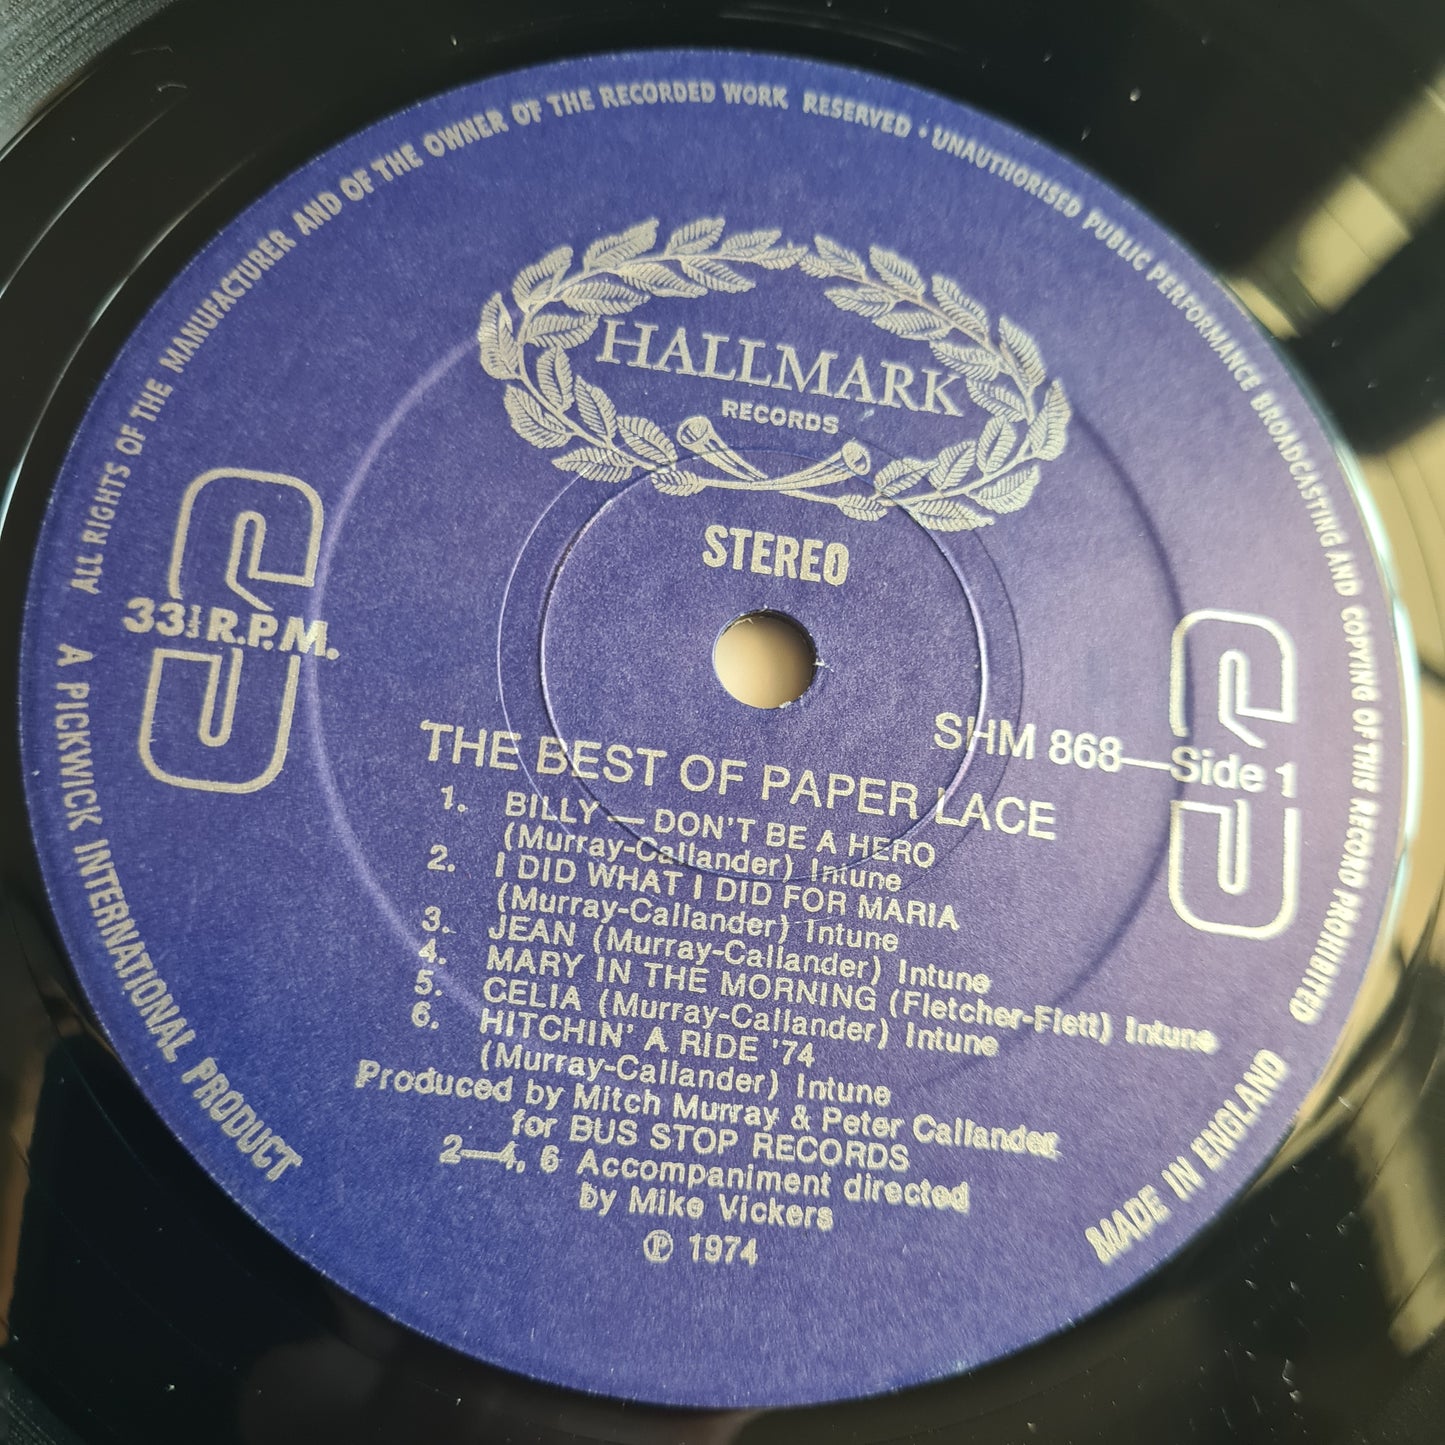 ALL RIGHTS OF THE MANUFACTURER AND OF THE OWNER OF THE RECORDED WORK RESERVED • UNAUTHORISED PUBLIC PERFORMANCE BROADCASTING AND COPYING OF THIS RECORD PROHIBITED
HALLMARK
RECORDS
STEREO
33⅓ R.P.M.
SHM 868—Side 1
THE BEST OF PAPER LACE
1. BILLY — DON'T BE A HERO
(Murray-Callander) Intune
2. I DID WHAT I DID FOR MARIA
(Murray-Callander) Intune
3. JEAN (Murray-Callander) Intune
4. MARY IN THE MORNING (Fletcher-Flett) Intune
5. CELIA (Murray-Callander) Intune
6. HITCHIN' A RIDE '74
(Murray-Callander) Intune
Produced by Mitch Murray & Peter Callander
for BUS STOP RECORDS
2—4, 6 Accompaniment directed
by Mike Vickers
℗ 1974
A PICKWICK INTERNATIONAL PRODUCT
MADE IN ENGLAND